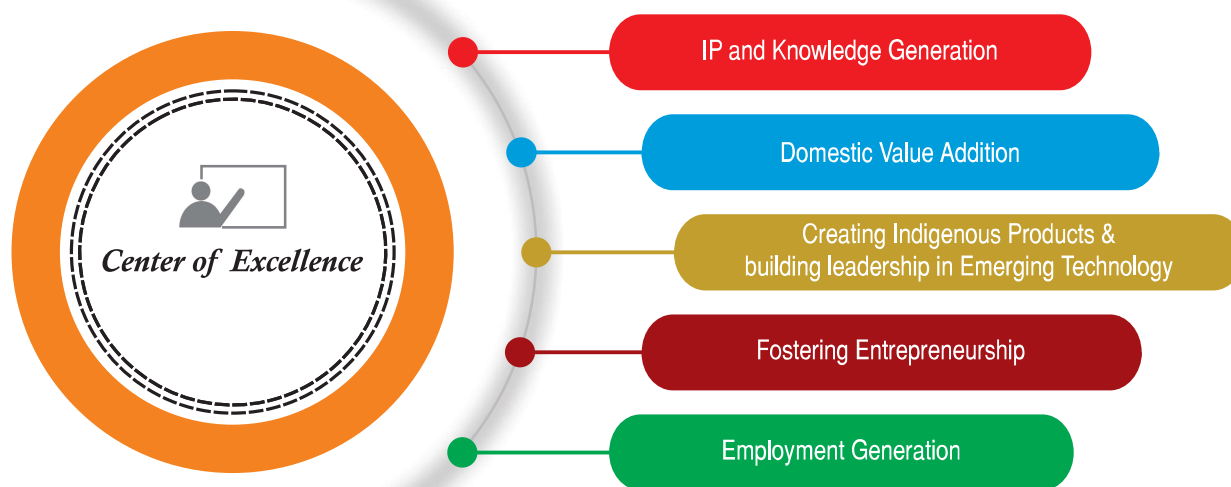 IP and Knowledge Generation
Domestic Value Addition
Center of Excellence
Creating Indigenous Products &
building leadership in Emerging Technology
Fostering Entrepreneurship
Employment Generation